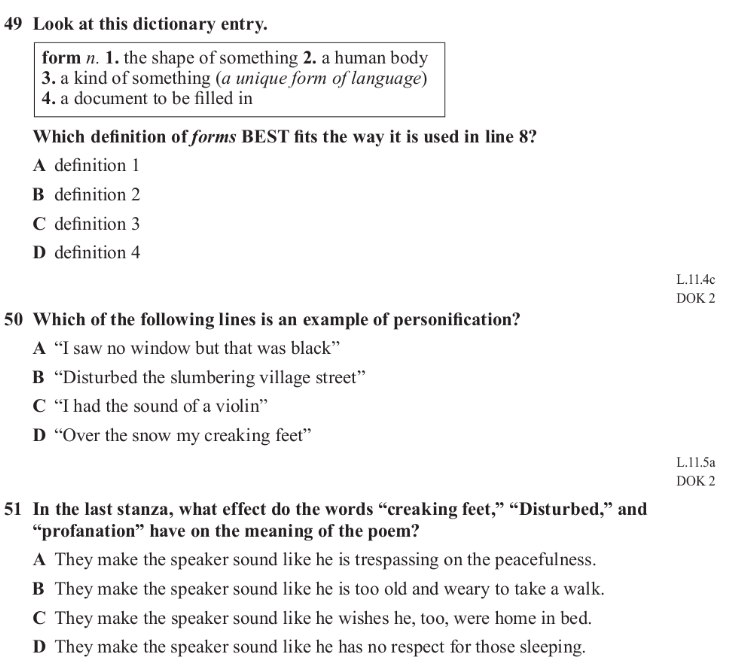 49 Look at this dictionary entry.
form n. 1. the shape of something 2. a human body
3. a kind of something (a unique form of language)
4. a document to be filled in
Which definition of forms BEST fits the way it is used in line 8?
A definition 1
B definition 2
C definition 3
D definition 4
L.11.4c
DOK 2
50 Which of the following lines is an example of personification?
A “I saw no window but that was black”
B “Disturbed the slumbering village street”
C “I had the sound of a violin”
D “Over the snow my creaking feet”
L.11.5a
DOK 2
51 In the last stanza, what effect do the words “creaking feet,” “Disturbed,” and
“profanation” have on the meaning of the poem?
A They make the speaker sound like he is trespassing on the peacefulness.
B They make the speaker sound like he is too old and weary to take a walk.
C They make the speaker sound like he wishes he, too, were home in bed.
D They make the speaker sound like he has no respect for those sleeping.